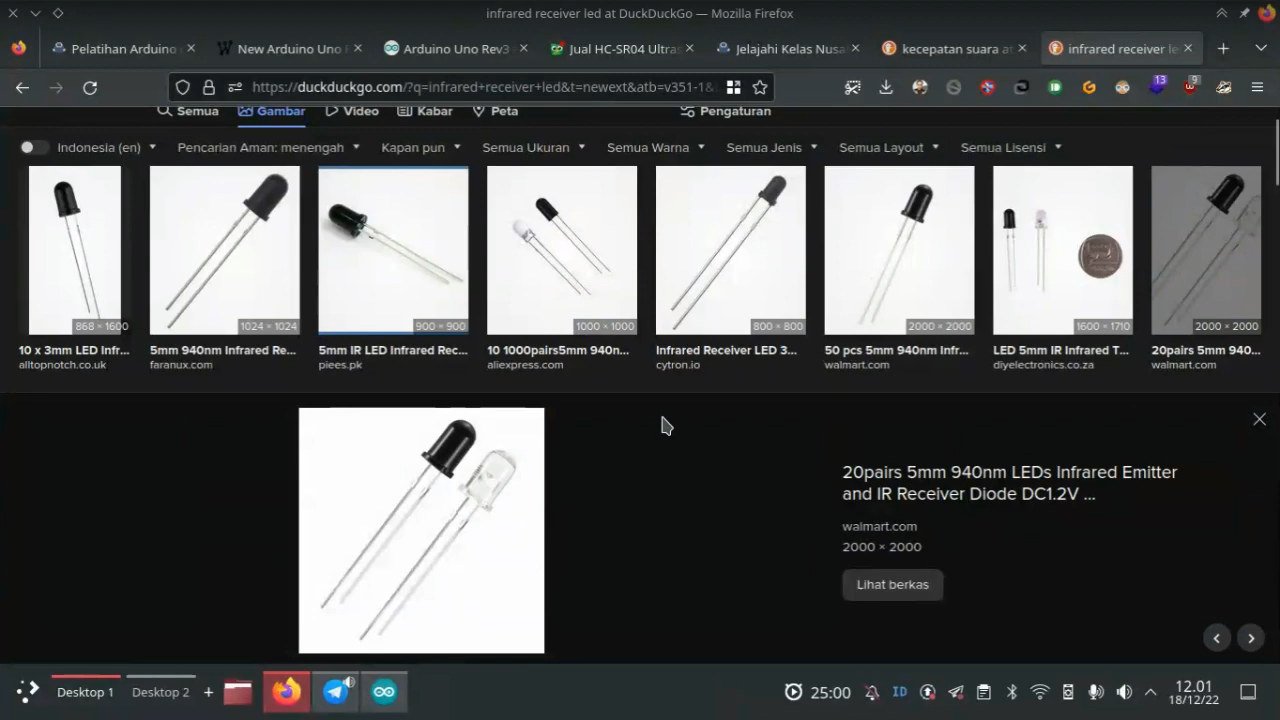 infrared receiver led at DuckDuckGo — Mozilla Firefox
Pelatihan Arduino
New Arduino Uno
Arduino Uno Rev3
Jual HC-SR04 Ultras
Jelajahi Kelas Nusa
kecepatan suara
infrared receiver le
https://duckduckgo.com/?q=infrared+receiver+led&t=newext&atb=v351-1&
13
9
Semua
Gambar
Video
Kabar
Peta
Pengaturan
Indonesia (en)
Pencarian Aman: menengah
Kapan pun
Semua Ukuran
Semua Warna
Semua Jenis
Semua Layout
Semua Lisensi
868 × 1600
1024 × 1024
900 × 900
1000 × 1000
800 × 800
2000 × 2000
1600 × 1710
2000 × 2000
10 x 3mm LED Infr...
5mm 940nm Infrared Re...
5mm IR LED Infrared Rec...
10 1000pairs5mm 940n...
Infrared Receiver LED 3...
50 pcs 5mm 940nm Infr...
LED 5mm IR Infrared T...
20pairs 5mm 940...
alltopnotch.co.uk
faranux.com
piees.pk
aliexpress.com
cytron.io
walmart.com
diyelectronics.co.za
walmart.com
20pairs 5mm 940nm LEDs Infrared Emitter
and IR Receiver Diode DC1.2V ...
walmart.com
2000 × 2000
Lihat berkas
Desktop 1
Desktop 2
25:00
ID
12.01
18/12/22